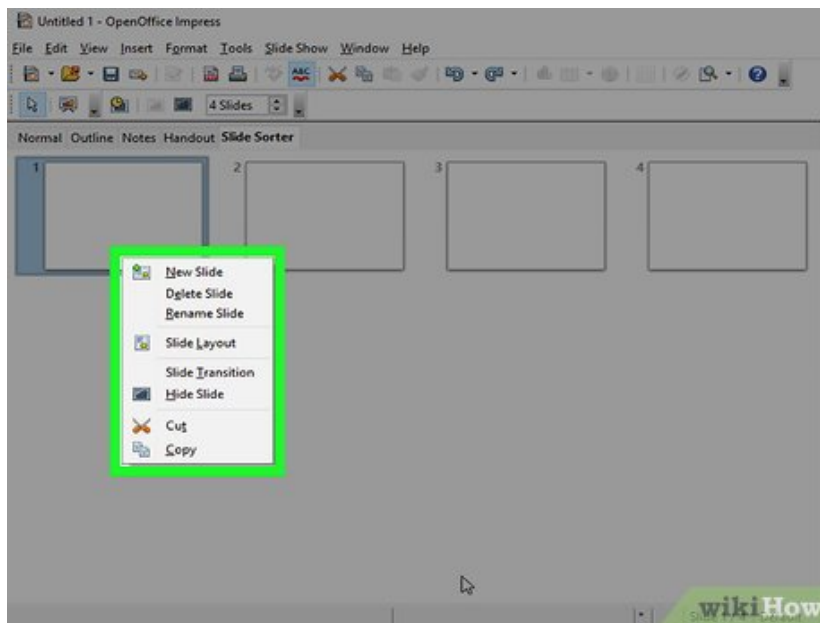 Untitled 1 - OpenOffice Impress
File Edit View Insert Format Tools Slide Show Window Help
ABC
4 Slides
Normal Outline Notes Handout Slide Sorter
1 2 3 4
New Slide
Delete Slide
Rename Slide
Slide Layout
Slide Transition
Hide Slide
Cut
Copy
wikiHow